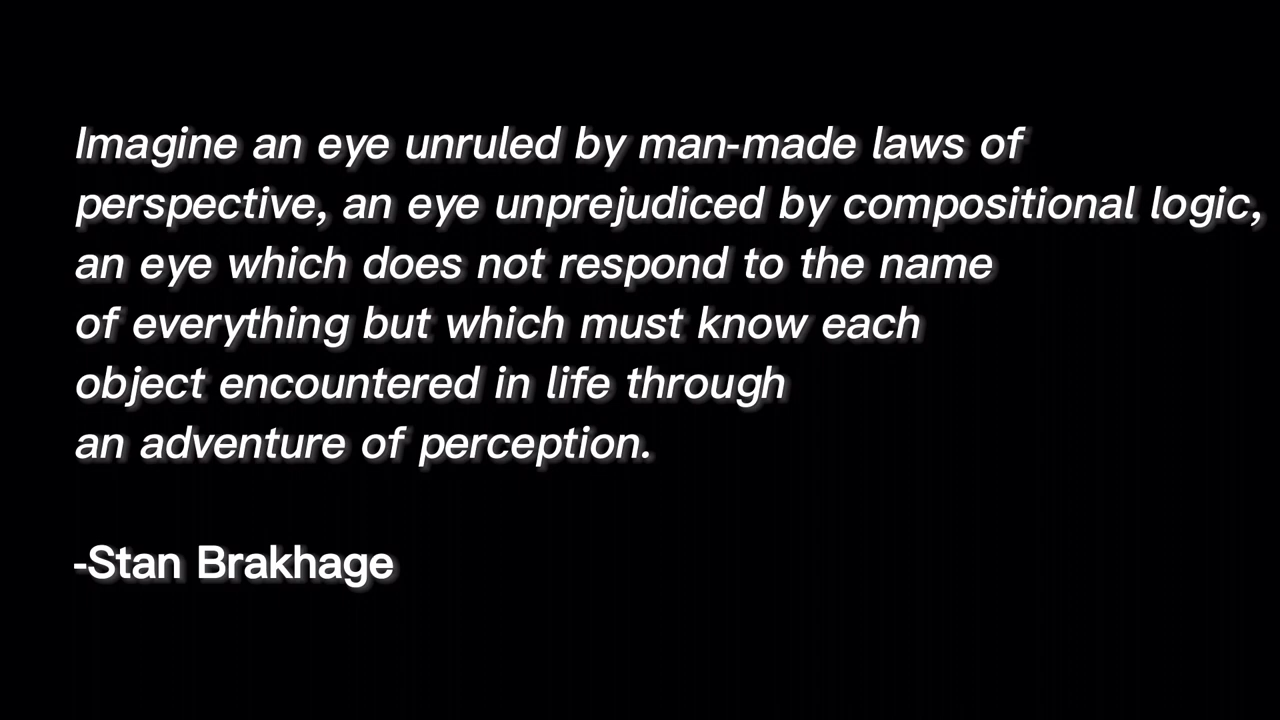 Imagine an eye unruled by man-made laws of
perspective, an eye unprejudiced by compositional logic,
an eye which does not respond to the name
of everything but which must know each
object encountered in life through
an adventure of perception.
-Stan Brakhage